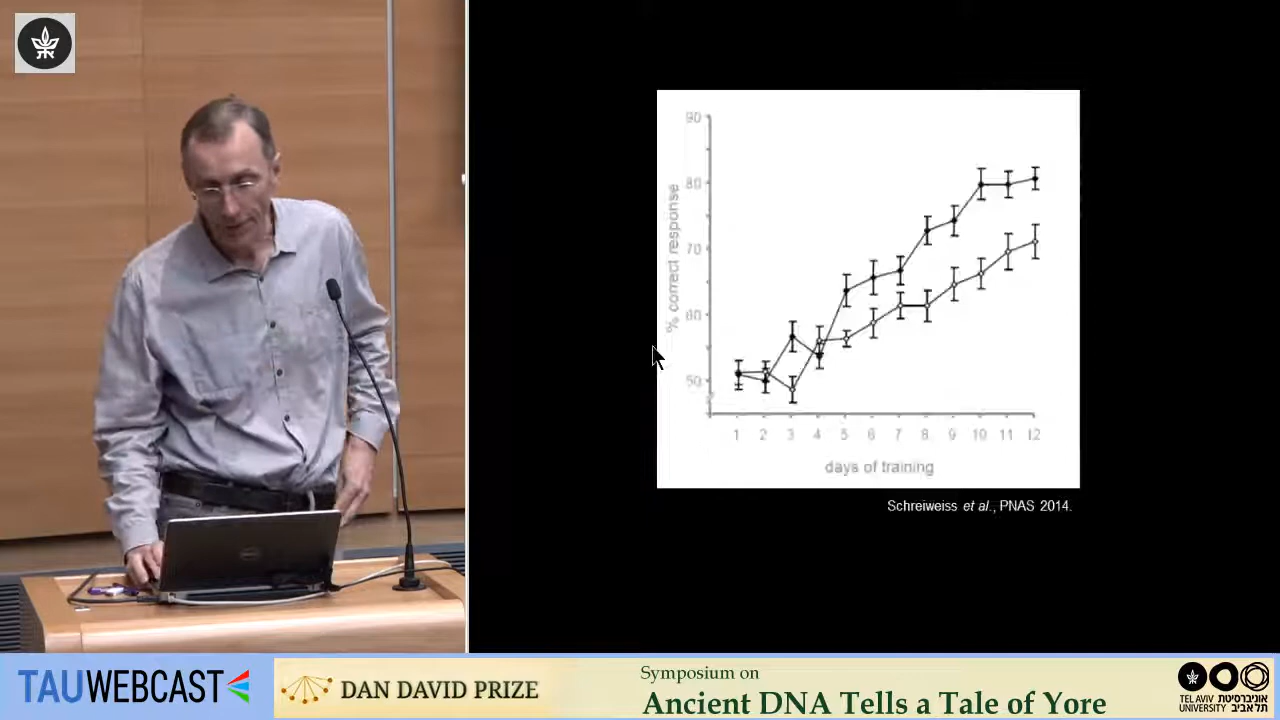 90
80
70
60
50
% correct response
1 2 3 4 5 6 7 8 9 10 11 12
days of training
Schreiweiss et al., PNAS 2014.
TAUWEBCAST
DAN DAVID PRIZE
Symposium on
Ancient DNA Tells a Tale of Yore
TEL AVIV אוניברסיטת
UNIVERSITY תל אביב